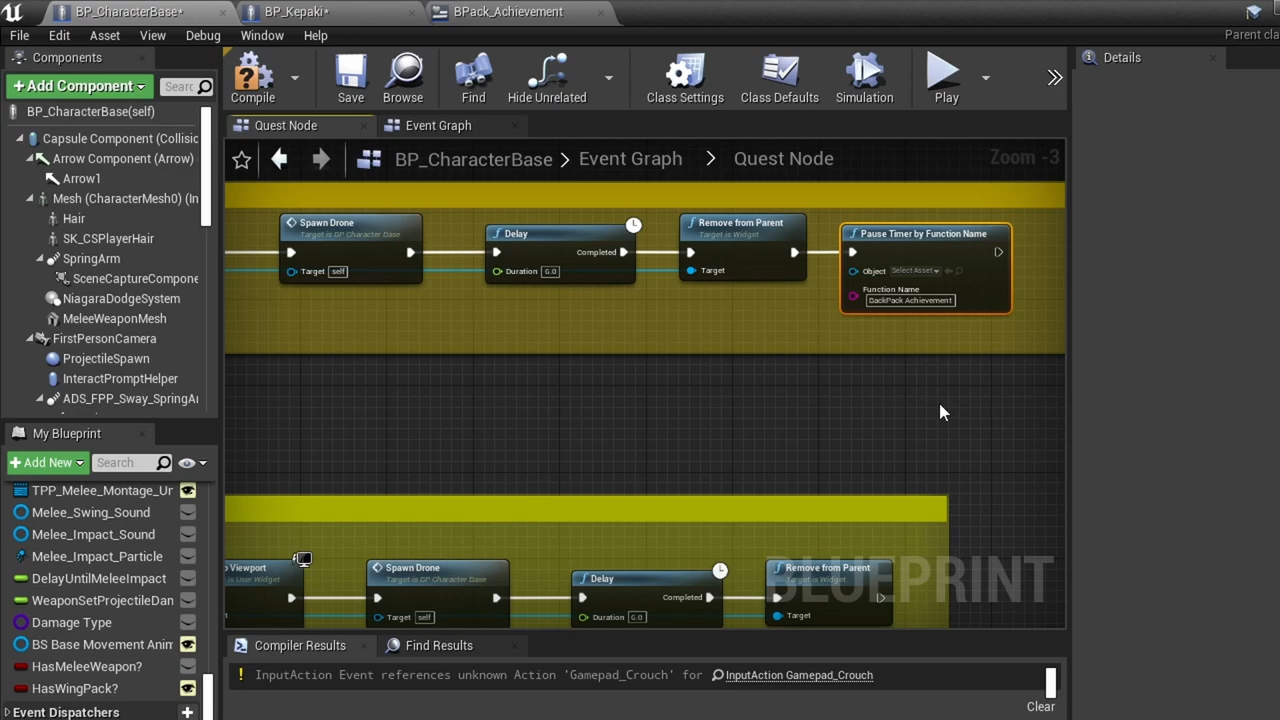 BP_CharacterBase*
BP_Kepaki*
BPack_Achievement
File Edit Asset View Debug Window Help
Parent cla
Components
Details
+Add Component
Searc
Compile
Save
Browse
Find
Hide Unrelated
Class Settings
Class Defaults
Simulation
Play
BP_CharacterBase(self)
Quest Node
Event Graph
Capsule Component (Collisic
Arrow Component (Arrow)
Arrow1
Mesh (CharacterMesh0) (In
Hair
SK_CSPlayerHair
SpringArm
SceneCaptureCompone
NiagaraDodgeSystem
MeleeWeaponMesh
FirstPersonCamera
ProjectileSpawn
InteractPromptHelper
ADS_FPP_Sway_SpringAr
BP_CharacterBase > Event Graph > Quest Node
Zoom -3
Spawn Drone
Target is BP Character Base
Target self
Delay
Completed
Duration 6.0
Remove from Parent
Target is Widget
Target
Pause Timer by Function Name
Object Select Asset
Function Name
BackPack Achievement
My Blueprint
+Add New
Search
TPP_Melee_Montage_Ur
Melee_Swing_Sound
Melee_Impact_Sound
Melee_Impact_Particle
DelayUntilMeleeImpact
WeaponSetProjectileDan
Damage Type
BS Base Movement Anim
HasMeleeWeapon?
HasWingPack?
Event Dispatchers
o Viewport
is User Widget
Spawn Drone
Target is BP Character Base
Target self
Delay
Completed
Duration 6.0
Remove from Parent
Target is Widget
Target
BLUEPRINT
Compiler Results
Find Results
InputAction Event references unknown Action 'Gamepad_Crouch' for InputAction Gamepad_Crouch
Clear